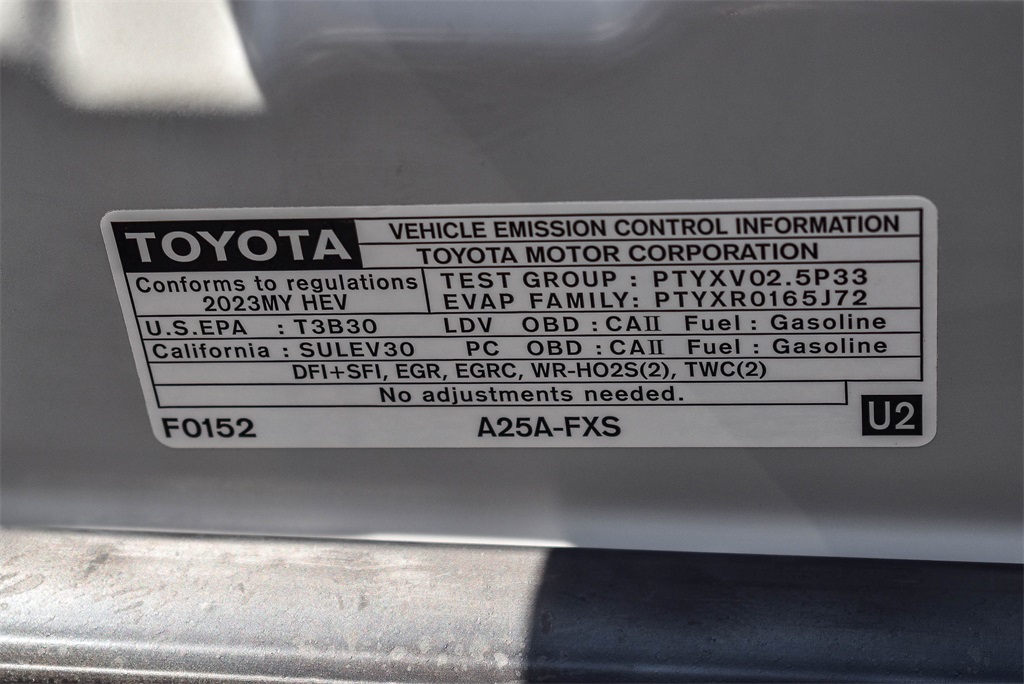 TOYOTA VEHICLE EMISSION CONTROL INFORMATION
TOYOTA MOTOR CORPORATION
Conforms to regulations
2023MY HEV
TEST GROUP : PTYXV02.5P33
EVAP FAMILY: PTYXR0165J72
U.S.EPA : T3B30 LDV OBD : CAII Fuel : Gasoline
California : SULEV30 PC OBD : CAII Fuel : Gasoline
DFI+SFI, EGR, EGRC, WR-HO2S(2), TWC(2)
No adjustments needed.
F0152 A25A-FXS U2